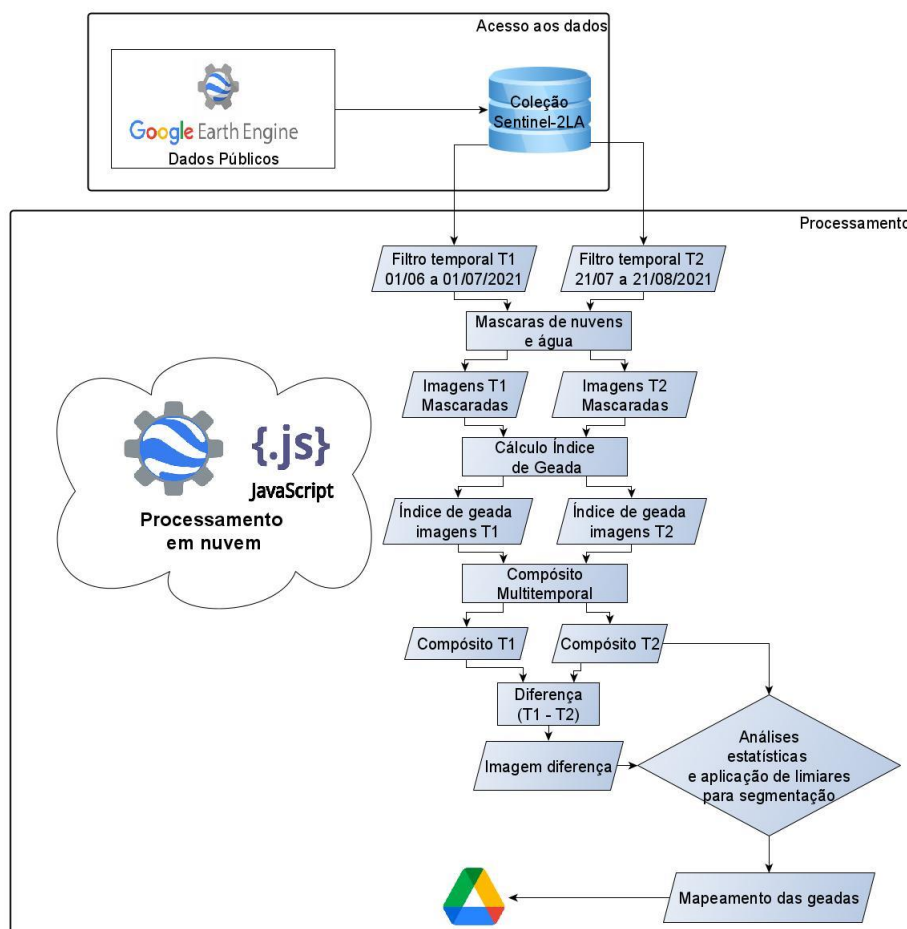 Acesso aos dados
Google Earth Engine
Dados Públicos
Coleção
Sentinel-2LA
Processamento
Filtro temporal T1
01/06 a 01/07/2021
Filtro temporal T2
21/07 a 21/08/2021
Mascaras de nuvens
e água
Imagens T1
Mascaradas
Imagens T2
Mascaradas
{.js}
JavaScript
Processamento
em nuvem
Cálculo Índice
de Geada
Índice de geada
imagens T1
Índice de geada
imagens T2
Compósito
Multitemporal
Compósito T1
Compósito T2
Diferença
(T1 - T2)
Imagem diferença
Análises
estatísticas
e aplicação de limiares
para segmentação
Mapeamento das geadas